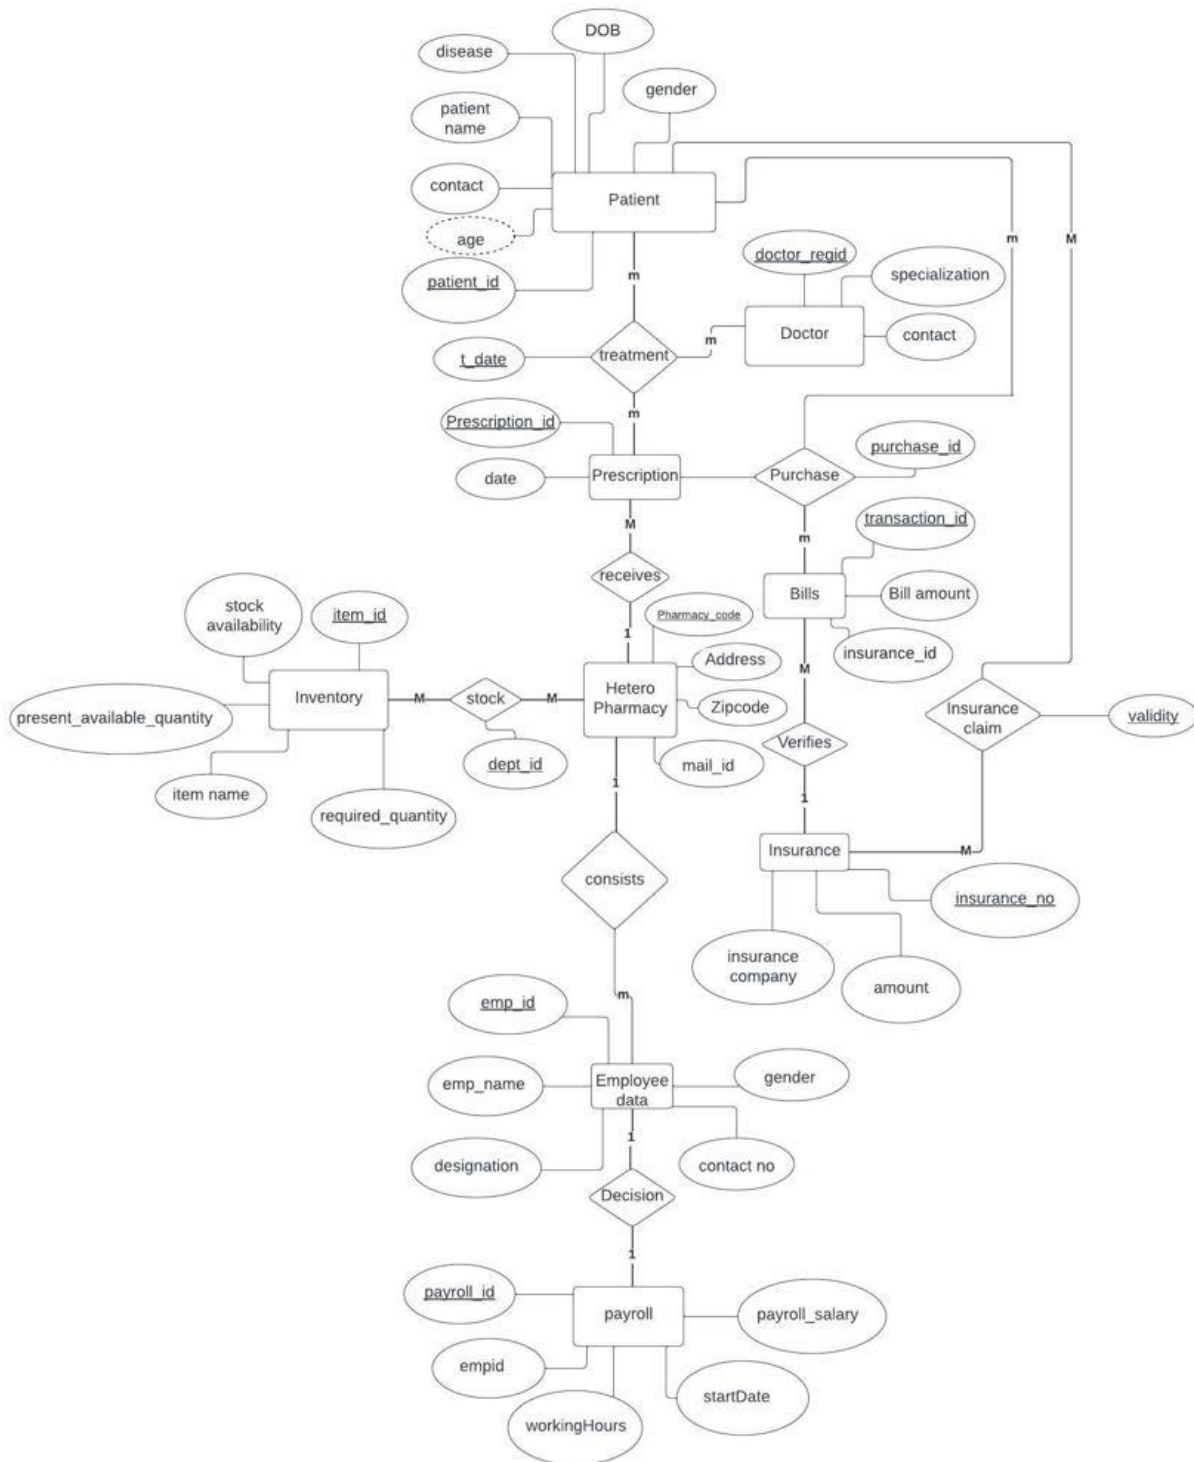 DOB
disease
gender
patient
name
contact
Patient
age
m
M
patient_id
m
doctor_regid
specialization
Doctor
contact
m
t_date
treatment
m
Prescription_id
purchase_id
date
Prescription
Purchase
transaction_id
M
m
receives
Bills
Bill amount
stock
availability
item_id
Pharmacy_code
1
insurance_id
Address
M
Inventory
M
stock
M
Hetero
Pharmacy
Zipcode
Insurance
claim
validity
present_available_quantity
Verifies
dept_id
mail_id
item name
1
1
required_quantity
Insurance
M
consists
insurance_no
insurance
company
amount
m
emp_id
emp_name
Employee
data
gender
1
designation
contact no
Decision
1
payroll_id
payroll
payroll_salary
empid
startDate
workingHours